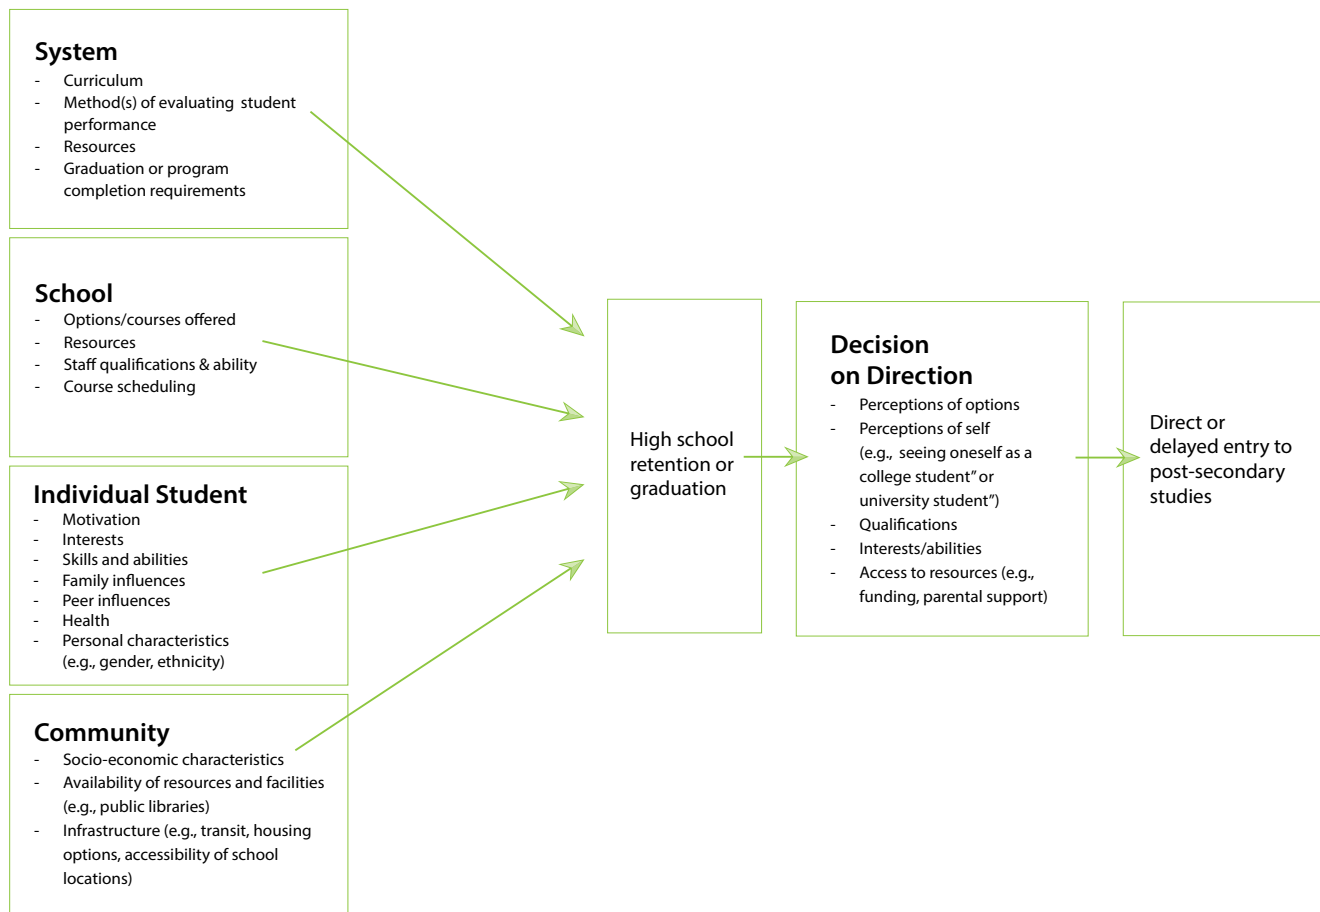 System
- Curriculum
- Method(s) of evaluating student
performance
- Resources
- Graduation or program
completion requirements
School
- Options/courses offered
- Resources
- Staff qualifications & ability
- Course scheduling
Individual Student
- Motivation
- Interests
- Skills and abilities
- Family influences
- Peer influences
- Health
- Personal characteristics
(e.g., gender, ethnicity)
Community
- Socio-economic characteristics
- Availability of resources and facilities
(e.g., public libraries)
- Infrastructure (e.g., transit, housing
options, accessibility of school
locations)
High school
retention or
graduation
Decision
on Direction
- Perceptions of options
- Perceptions of self
(e.g., seeing oneself as a
college student” or
university student”)
- Qualifications
- Interests/abilities
- Access to resources (e.g.,
funding, parental support)
Direct or
delayed entry to
post-secondary
studies